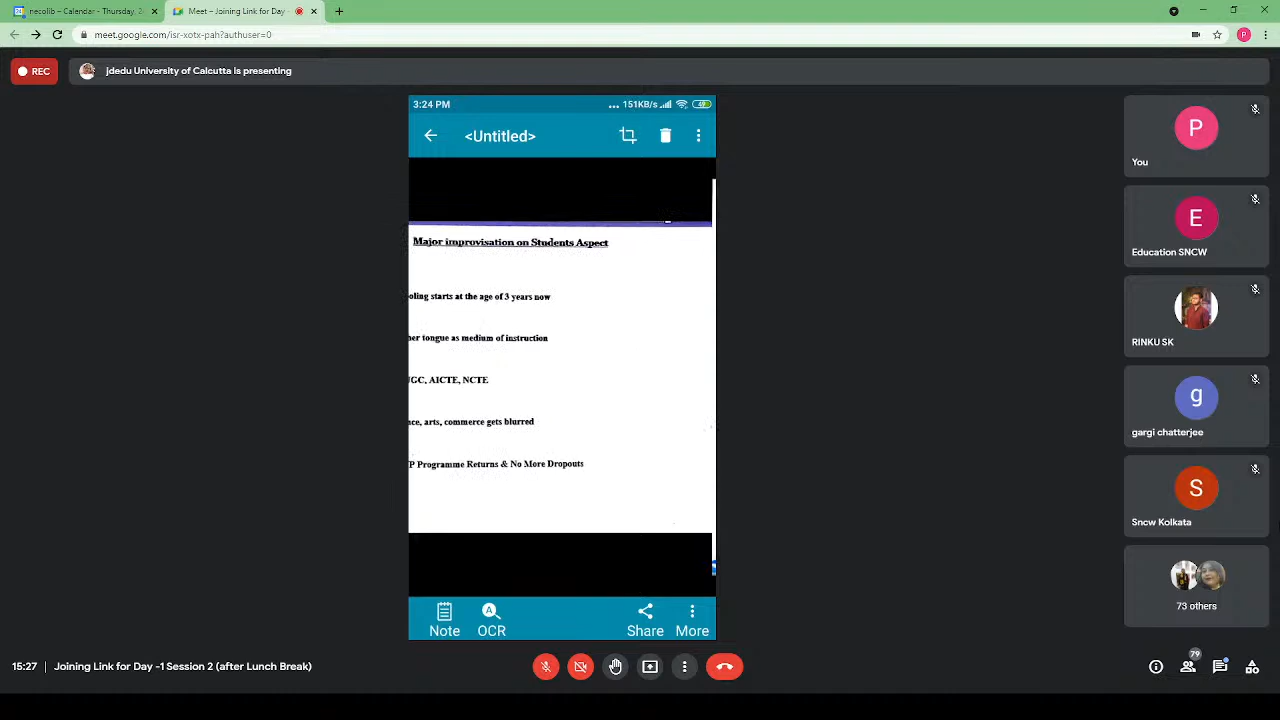 necolib – Calendar - Thursday, 2
Meet – Joining Link for Day -
meet.google.com/isr-xotx-pah?authuser=0
P
REC
jdedu University of Calcutta is presenting
3:24 PM
... 151KB/s 49
<Untitled>
Major improvisation on Students Aspect
oling starts at the age of 3 years now
her tongue as medium of instruction
UGC, AICTE, NCTE
nce, arts, commerce gets blurred
P Programme Returns & No More Dropouts
Note
OCR
Share
More
P
You
E
Education SNCW
RINKU SK
g
gargi chatterjee
S
Sncw Kolkata
73 others
15:27 | Joining Link for Day -1 Session 2 (after Lunch Break)
79